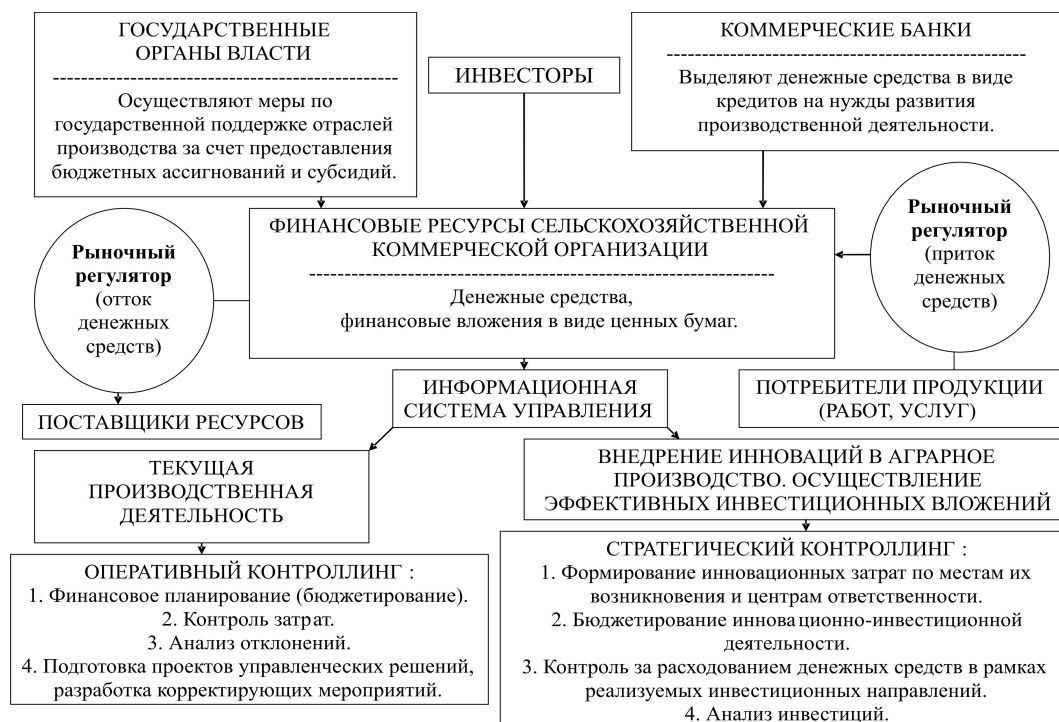 ГОСУДАРСТВЕННЫЕ
ОРГАНЫ ВЛАСТИ
Осуществляют меры по
государственной поддержке отраслей
производства за счет предоставления
бюджетных ассигнований и субсидий.
ИНВЕСТОРЫ
КОММЕРЧЕСКИЕ БАНКИ
Выделяют денежные средства в виде
кредитов на нужды развития
производственной деятельности.
Рыночный
регулятор
(отток
денежных
средств)
ФИНАНСОВЫЕ РЕСУРСЫ СЕЛЬСКОХОЗЯЙСТВЕННОЙ
КОММЕРЧЕСКОЙ ОРГАНИЗАЦИИ
Денежные средства,
финансовые вложения в виде ценных бумаг.
Рыночный
регулятор
(приток
денежных
средств)
ПОСТАВЩИКИ РЕСУРСОВ
ИНФОРМАЦИОННАЯ
СИСТЕМА УПРАВЛЕНИЯ
ПОТРЕБИТЕЛИ ПРОДУКЦИИ
(РАБОТ, УСЛУГ)
ТЕКУЩАЯ
ПРОИЗВОДСТВЕННАЯ
ДЕЯТЕЛЬНОСТЬ
ВНЕДРЕНИЕ ИННОВАЦИЙ В АГРАРНОЕ
ПРОИЗВОДСТВО. ОСУЩЕСТВЛЕНИЕ
ЭФФЕКТИВНЫХ ИНВЕСТИЦИОННЫХ ВЛОЖЕНИЙ
ОПЕРАТИВНЫЙ КОНТРОЛЛИНГ :
1. Финансовое планирование (бюджетирование).
2. Контроль затрат.
3. Анализ отклонений.
4. Подготовка проектов управленческих решений,
разработка корректирующих мероприятий.
СТРАТЕГИЧЕСКИЙ КОНТРОЛЛИНГ :
1. Формирование инновационных затрат по местам их
возникновения и центрам ответственности.
2. Бюджетирование инновационно-инвестиционной
деятельности.
3. Контроль за расходованием денежных средств в рамках
реализуемых инвестиционных направлений.
4. Анализ инвестиций.